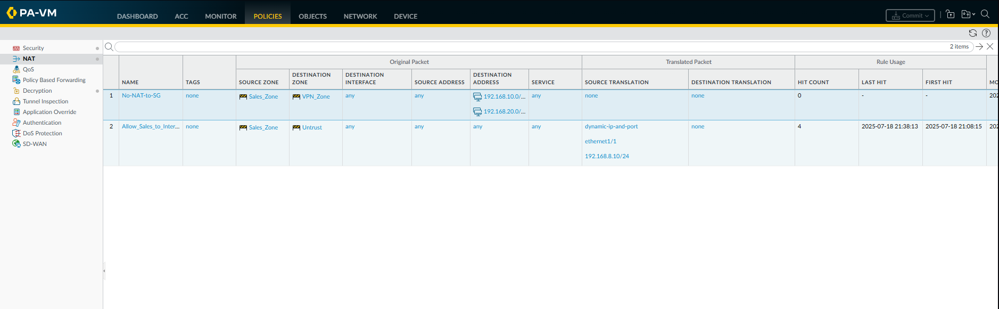 PA-VM
DASHBOARD ACC MONITOR POLICIES OBJECTS NETWORK DEVICE Commit
Security
NAT
QoS
Policy Based Forwarding
Decryption
Tunnel Inspection
Application Override
Authentication
DoS Protection
SD-WAN
2 items
Original Packet Translated Packet Rule Usage
NAME TAGS SOURCE ZONE DESTINATION ZONE DESTINATION INTERFACE SOURCE ADDRESS DESTINATION ADDRESS SERVICE SOURCE TRANSLATION DESTINATION TRANSLATION HIT COUNT LAST HIT FIRST HIT MO
1 No-NAT-to-SG none Sales_Zone VPN_Zone any any 192.168.10.0/... any none none 0 - - 202
192.168.20.0/...
2 Allow_Sales_to_Inter... none Sales_Zone Untrust any any any any dynamic-ip-and-port none 4 2025-07-18 21:38:13 2025-07-18 21:08:15 202
ethernet1/1
192.168.8.10/24